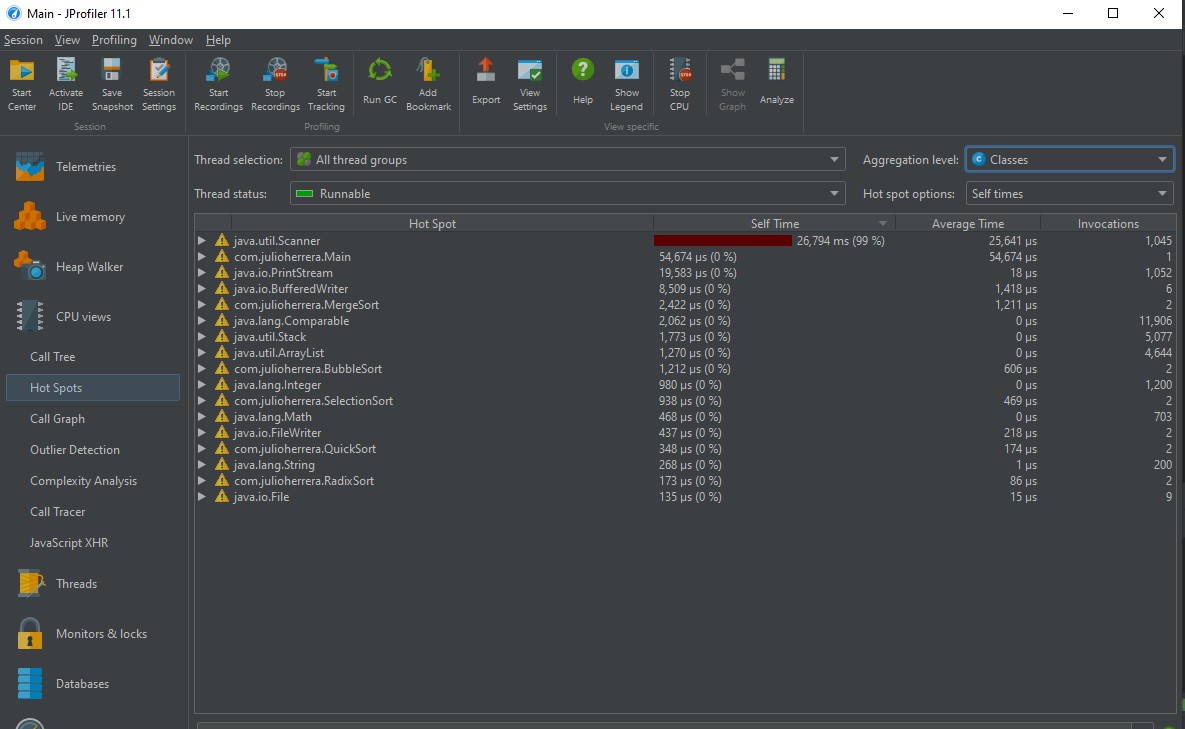 Main - JProfiler 11.1
Session View Profiling Window Help
Start Center
Activate IDE
Save Snapshot
Session Settings
Start Recordings
Stop Recordings
Start Tracking
Run GC
Add Bookmark
Export
View Settings
Help
Show Legend
Stop CPU
Show Graph
Analyze
Session
Profiling
View specific
Telemetries
Live memory
Heap Walker
CPU views
Call Tree
Hot Spots
Call Graph
Outlier Detection
Complexity Analysis
Call Tracer
JavaScript XHR
Threads
Monitors & locks
Databases
Thread selection: All thread groups Aggregation level: Classes
Thread status: Runnable Hot spot options: Self times
Hot Spot Self Time Average Time Invocations
java.util.Scanner 26,794 ms (99 %) 25,641 µs 1,045
com.julioherrera.Main 54,674 µs (0 %) 54,674 µs 1
java.io.PrintStream 19,583 µs (0 %) 18 µs 1,052
java.io.BufferedWriter 8,509 µs (0 %) 1,418 µs 6
com.julioherrera.MergeSort 2,422 µs (0 %) 1,211 µs 2
java.lang.Comparable 2,062 µs (0 %) 0 µs 11,906
java.util.Stack 1,773 µs (0 %) 0 µs 5,077
java.util.ArrayList 1,270 µs (0 %) 0 µs 4,644
com.julioherrera.BubbleSort 1,212 µs (0 %) 606 µs 2
java.lang.Integer 980 µs (0 %) 0 µs 1,200
com.julioherrera.SelectionSort 938 µs (0 %) 469 µs 2
java.lang.Math 468 µs (0 %) 0 µs 703
java.io.FileWriter 437 µs (0 %) 218 µs 2
com.julioherrera.QuickSort 348 µs (0 %) 174 µs 2
java.lang.String 268 µs (0 %) 1 µs 200
com.julioherrera.RadixSort 173 µs (0 %) 86 µs 2
java.io.File 135 µs (0 %) 15 µs 9